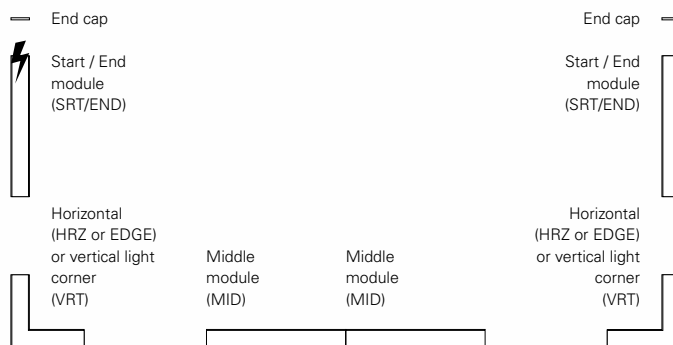 End cap
End cap
Start / End
module
(SRT/END)
Start / End
module
(SRT/END)
Horizontal
(HRZ or EDGE)
or vertical light
corner
(VRT)
Middle
module
(MID)
Middle
module
(MID)
Horizontal
(HRZ or EDGE)
or vertical light
corner
(VRT)